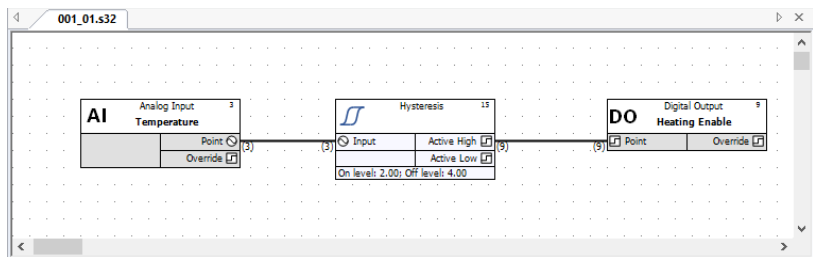 001_01.s32
AI
Analog Input
3
Temperature
Point
(3)
Override
Hysteresis
15
(3)
Input
Active High
(9)
Active Low
On level: 2.00; Off level: 4.00
DO
Digital Output
9
Heating Enable
(9)
Point
Override